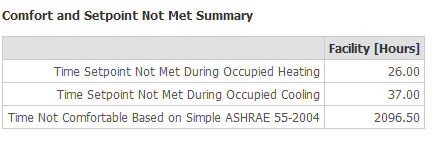 Comfort and Setpoint Not Met Summary
Facility [Hours]
Time Setpoint Not Met During Occupied Heating 26.00
Time Setpoint Not Met During Occupied Cooling 37.00
Time Not Comfortable Based on Simple ASHRAE 55-2004 2096.50